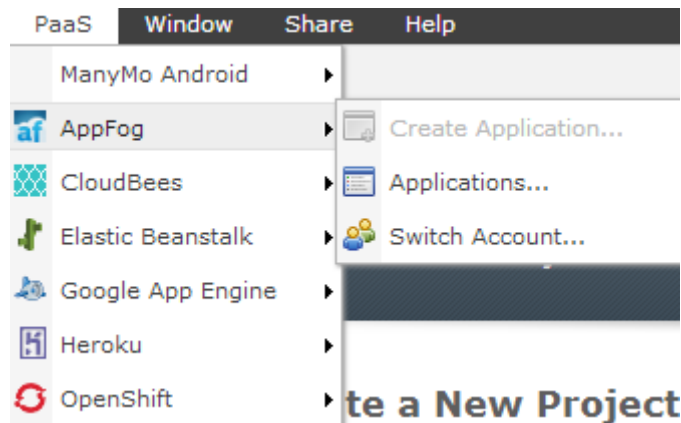 PaaS Window Share Help
ManyMo Android
AppFog
Create Application...
CloudBees
Applications...
Elastic Beanstalk
Switch Account...
Google App Engine
Heroku
OpenShift
te a New Project